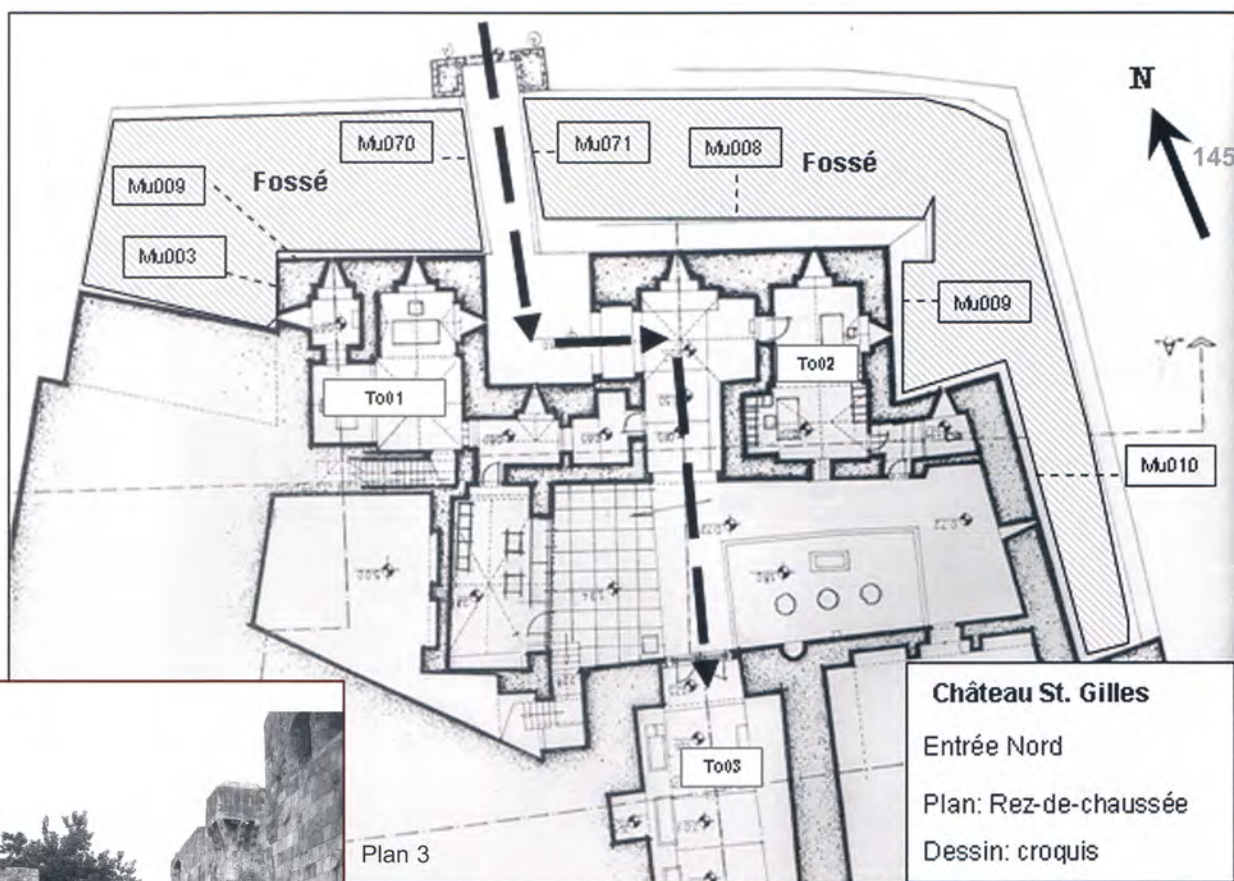 N
145
Mu070
Mu071
Mu008
Fossé
Fossé
Mu009
Mu003
Mu009
To01
To02
Mu010
To03
Plan 3
Château St. Gilles
Entrée Nord
Plan: Rez-de-chaussée
Dessin: croquis